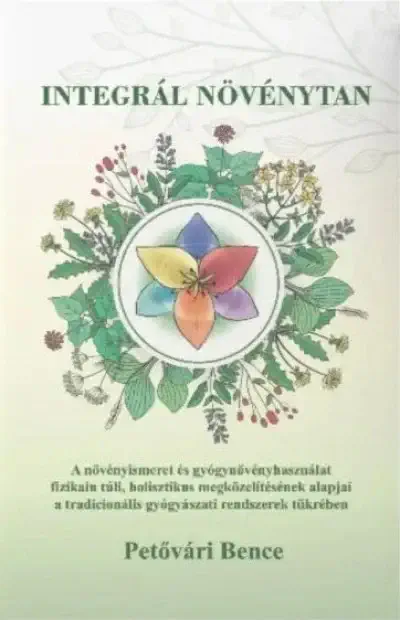 INTEGRÁL NÖVÉNYTAN
A növényismeret és gyógynövényhasználat
fizikain túli, holisztikus megközelítésének alapjai
a tradicionális gyógyászati rendszerek tükrében
Petővári Bence